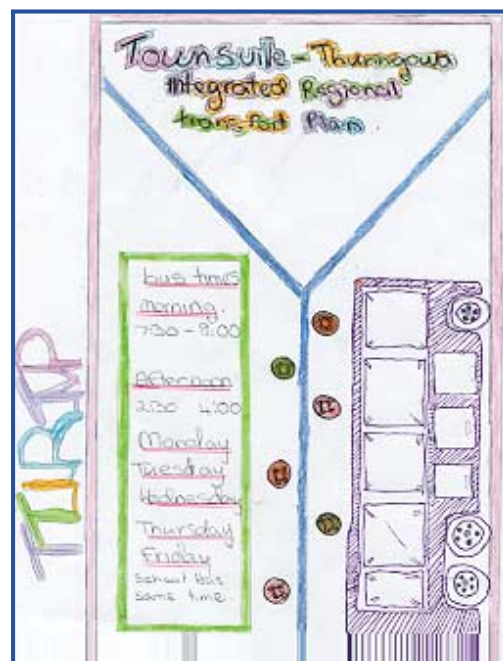 Townsville - Thuringowa
Integrated Regional
transport Plan.
TTIRTP
bus times
morning.
7:30 - 9:00
Afternoon
2:30 4:00
Monday
Tuesday
Wednesday
Thursday
Friday
School bus
same time.